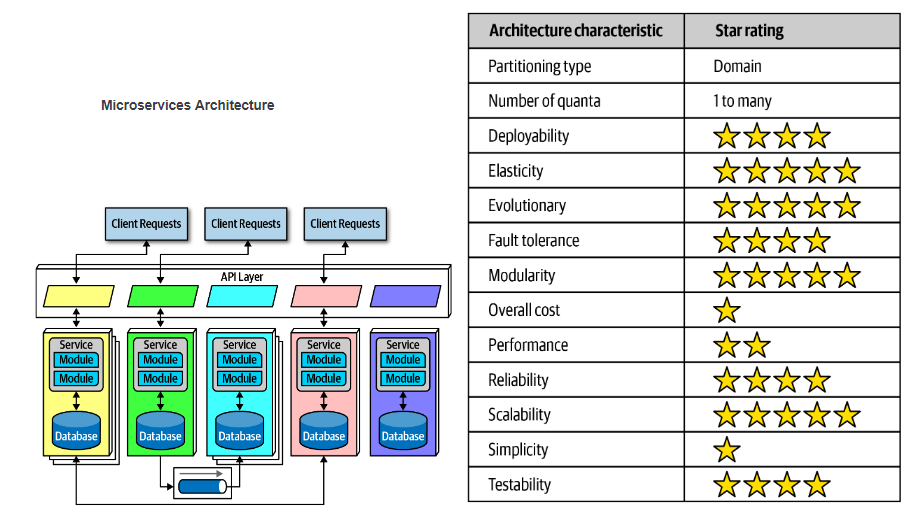 Microservices Architecture
Client Requests
Client Requests
Client Requests
API Layer
Service
Module
Module
Database
Service
Module
Module
Database
Service
Module
Module
Database
Service
Module
Module
Database
Service
Module
Module
Database
Architecture characteristic Star rating
Partitioning type Domain
Number of quanta 1 to many
Deployability
Elasticity
Evolutionary
Fault tolerance
Modularity
Overall cost
Performance
Reliability
Scalability
Simplicity
Testability